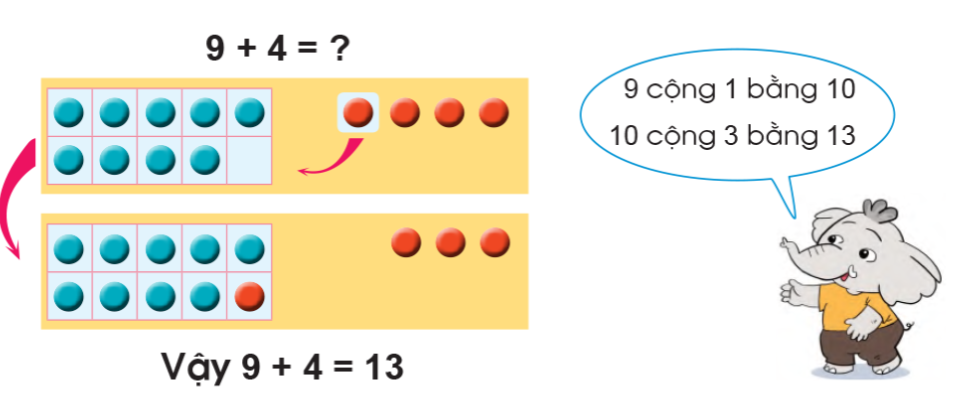 9 + 4 = ?
9 cộng 1 bằng 10
10 cộng 3 bằng 13
Vậy 9 + 4 = 13